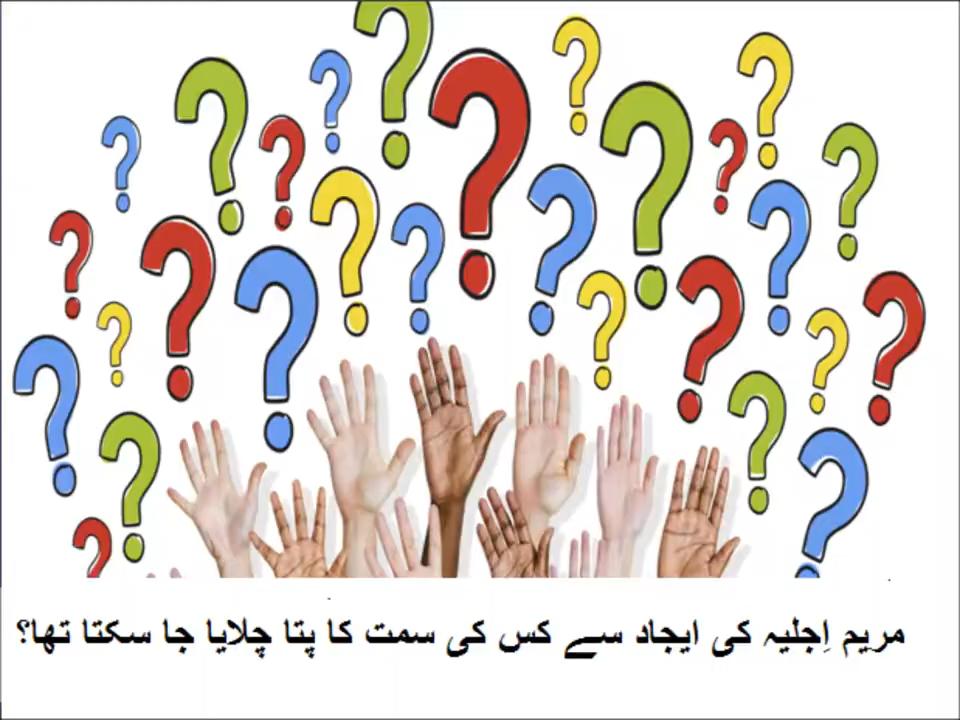 مریم اِجلیہ کی ایجاد سے کس کی سمت کا پتا چلایا جا سکتا تھا؟